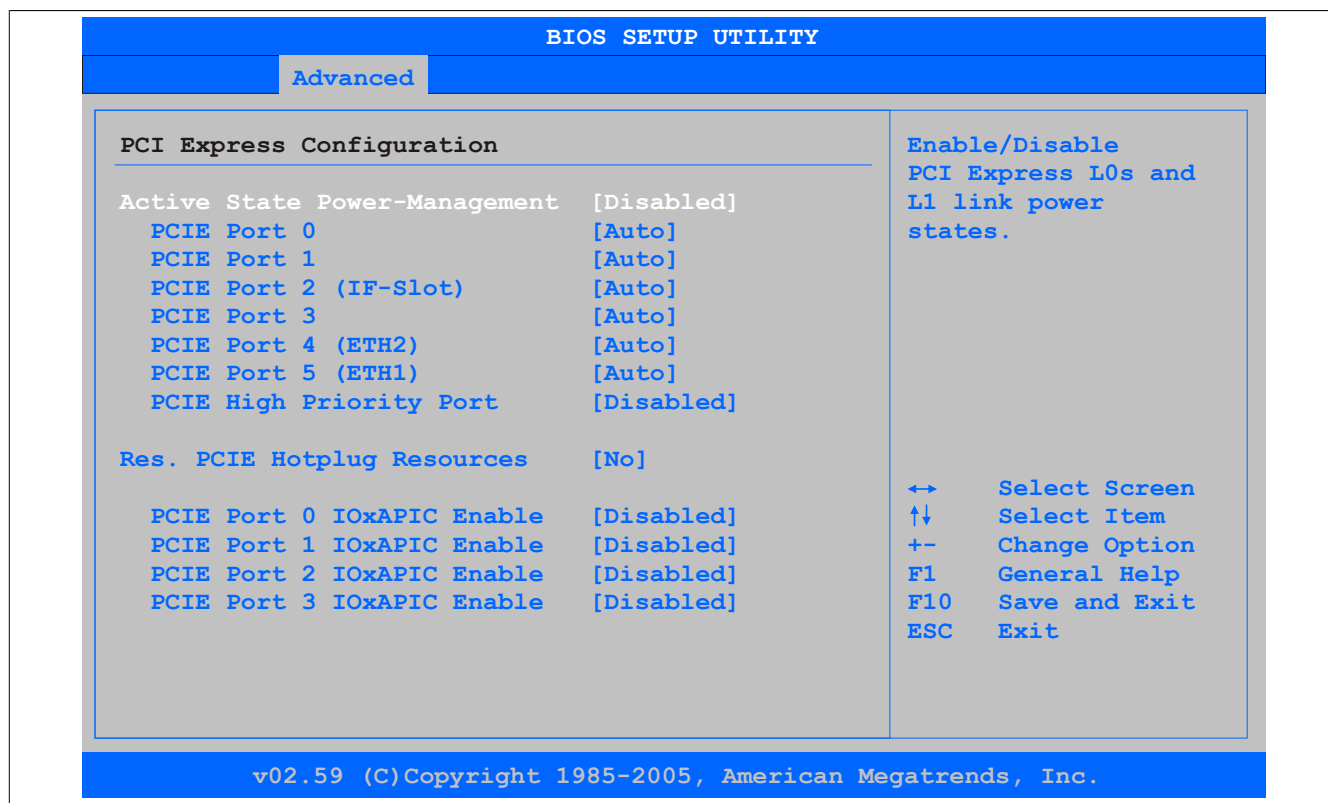 BIOS SETUP UTILITY
Advanced
PCI Express Configuration
Active State Power-Management [Disabled]
PCIE Port 0 [Auto]
PCIE Port 1 [Auto]
PCIE Port 2 (IF-Slot) [Auto]
PCIE Port 3 [Auto]
PCIE Port 4 (ETH2) [Auto]
PCIE Port 5 (ETH1) [Auto]
PCIE High Priority Port [Disabled]
Res. PCIE Hotplug Resources [No]
PCIE Port 0 IOxAPIC Enable [Disabled]
PCIE Port 1 IOxAPIC Enable [Disabled]
PCIE Port 2 IOxAPIC Enable [Disabled]
PCIE Port 3 IOxAPIC Enable [Disabled]
Enable/Disable
PCI Express L0s and
L1 link power
states.
↔ Select Screen
↑↓ Select Item
+- Change Option
F1 General Help
F10 Save and Exit
ESC Exit
v02.59 (C)Copyright 1985-2005, American Megatrends, Inc.